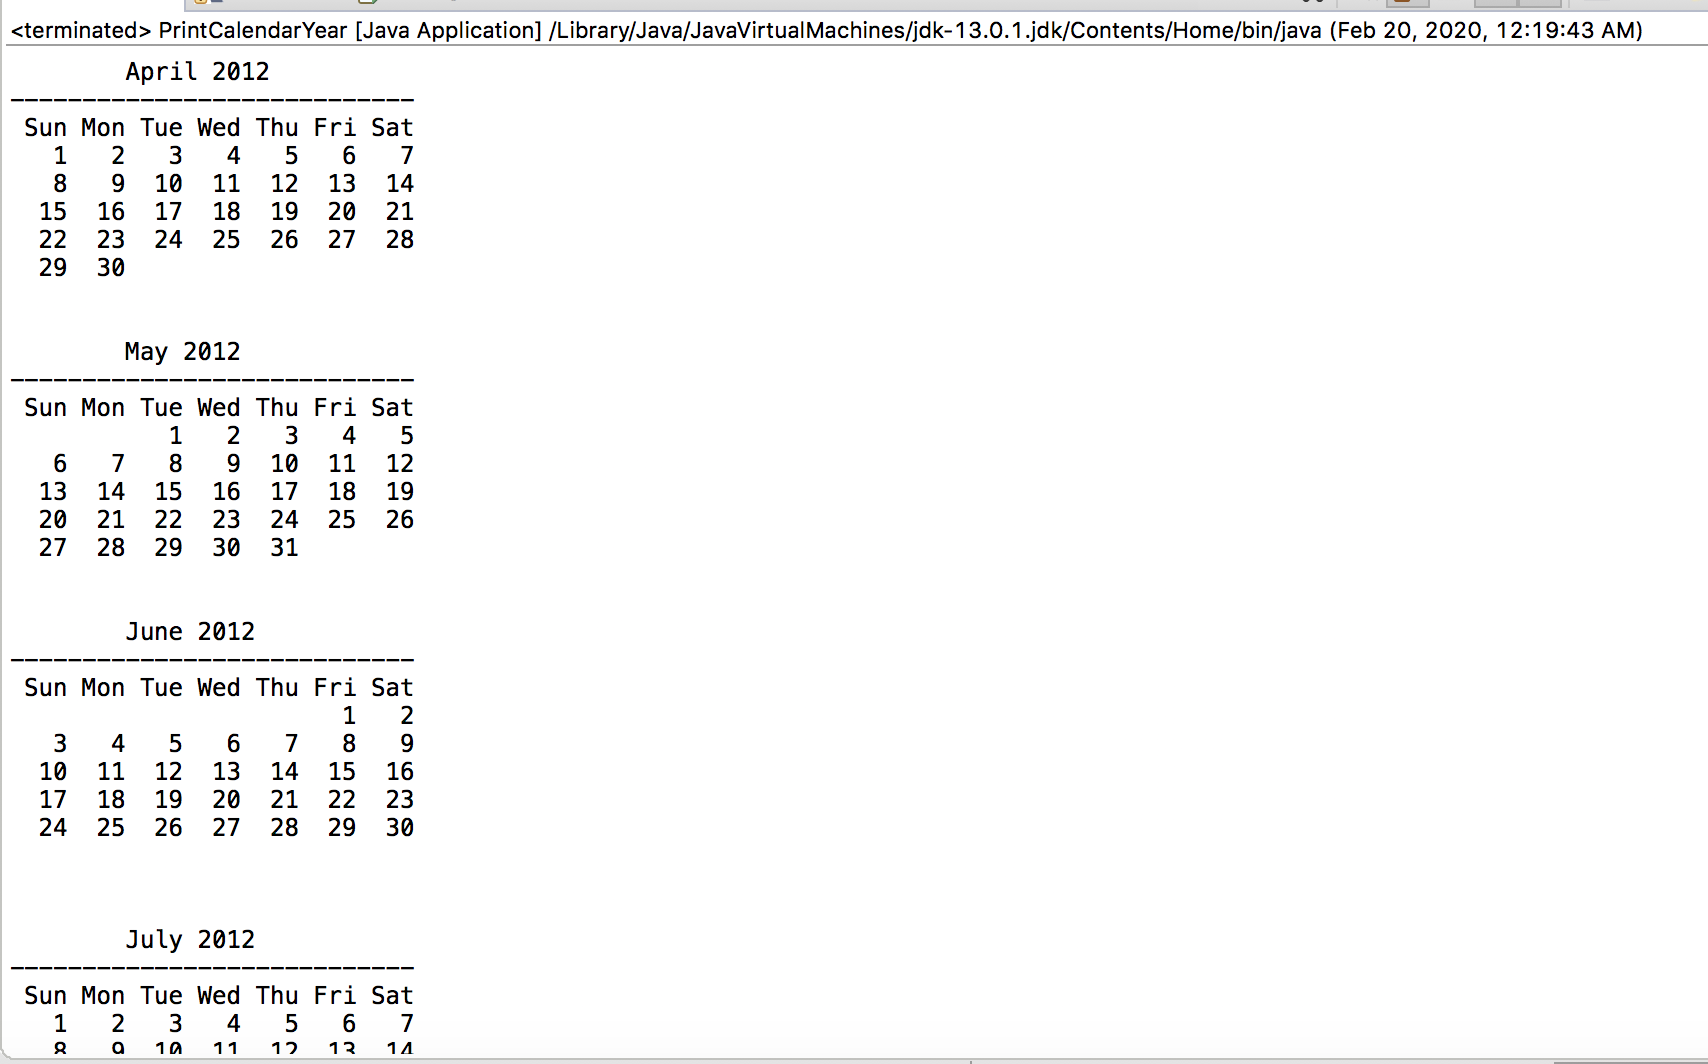 <terminated> PrintCalendarYear [Java Application] /Library/Java/JavaVirtualMachines/jdk-13.0.1.jdk/Contents/Home/bin/java (Feb 20, 2020, 12:19:43 AM)
        April 2012
----------------------------
 Sun Mon Tue Wed Thu Fri Sat
   1   2   3   4   5   6   7
   8   9  10  11  12  13  14
  15  16  17  18  19  20  21
  22  23  24  25  26  27  28
  29  30
        May 2012
----------------------------
 Sun Mon Tue Wed Thu Fri Sat
           1   2   3   4   5
   6   7   8   9  10  11  12
  13  14  15  16  17  18  19
  20  21  22  23  24  25  26
  27  28  29  30  31
        June 2012
----------------------------
 Sun Mon Tue Wed Thu Fri Sat
                       1   2
   3   4   5   6   7   8   9
  10  11  12  13  14  15  16
  17  18  19  20  21  22  23
  24  25  26  27  28  29  30
        July 2012
----------------------------
 Sun Mon Tue Wed Thu Fri Sat
   1   2   3   4   5   6   7
   8   9  10  11  12  13  14